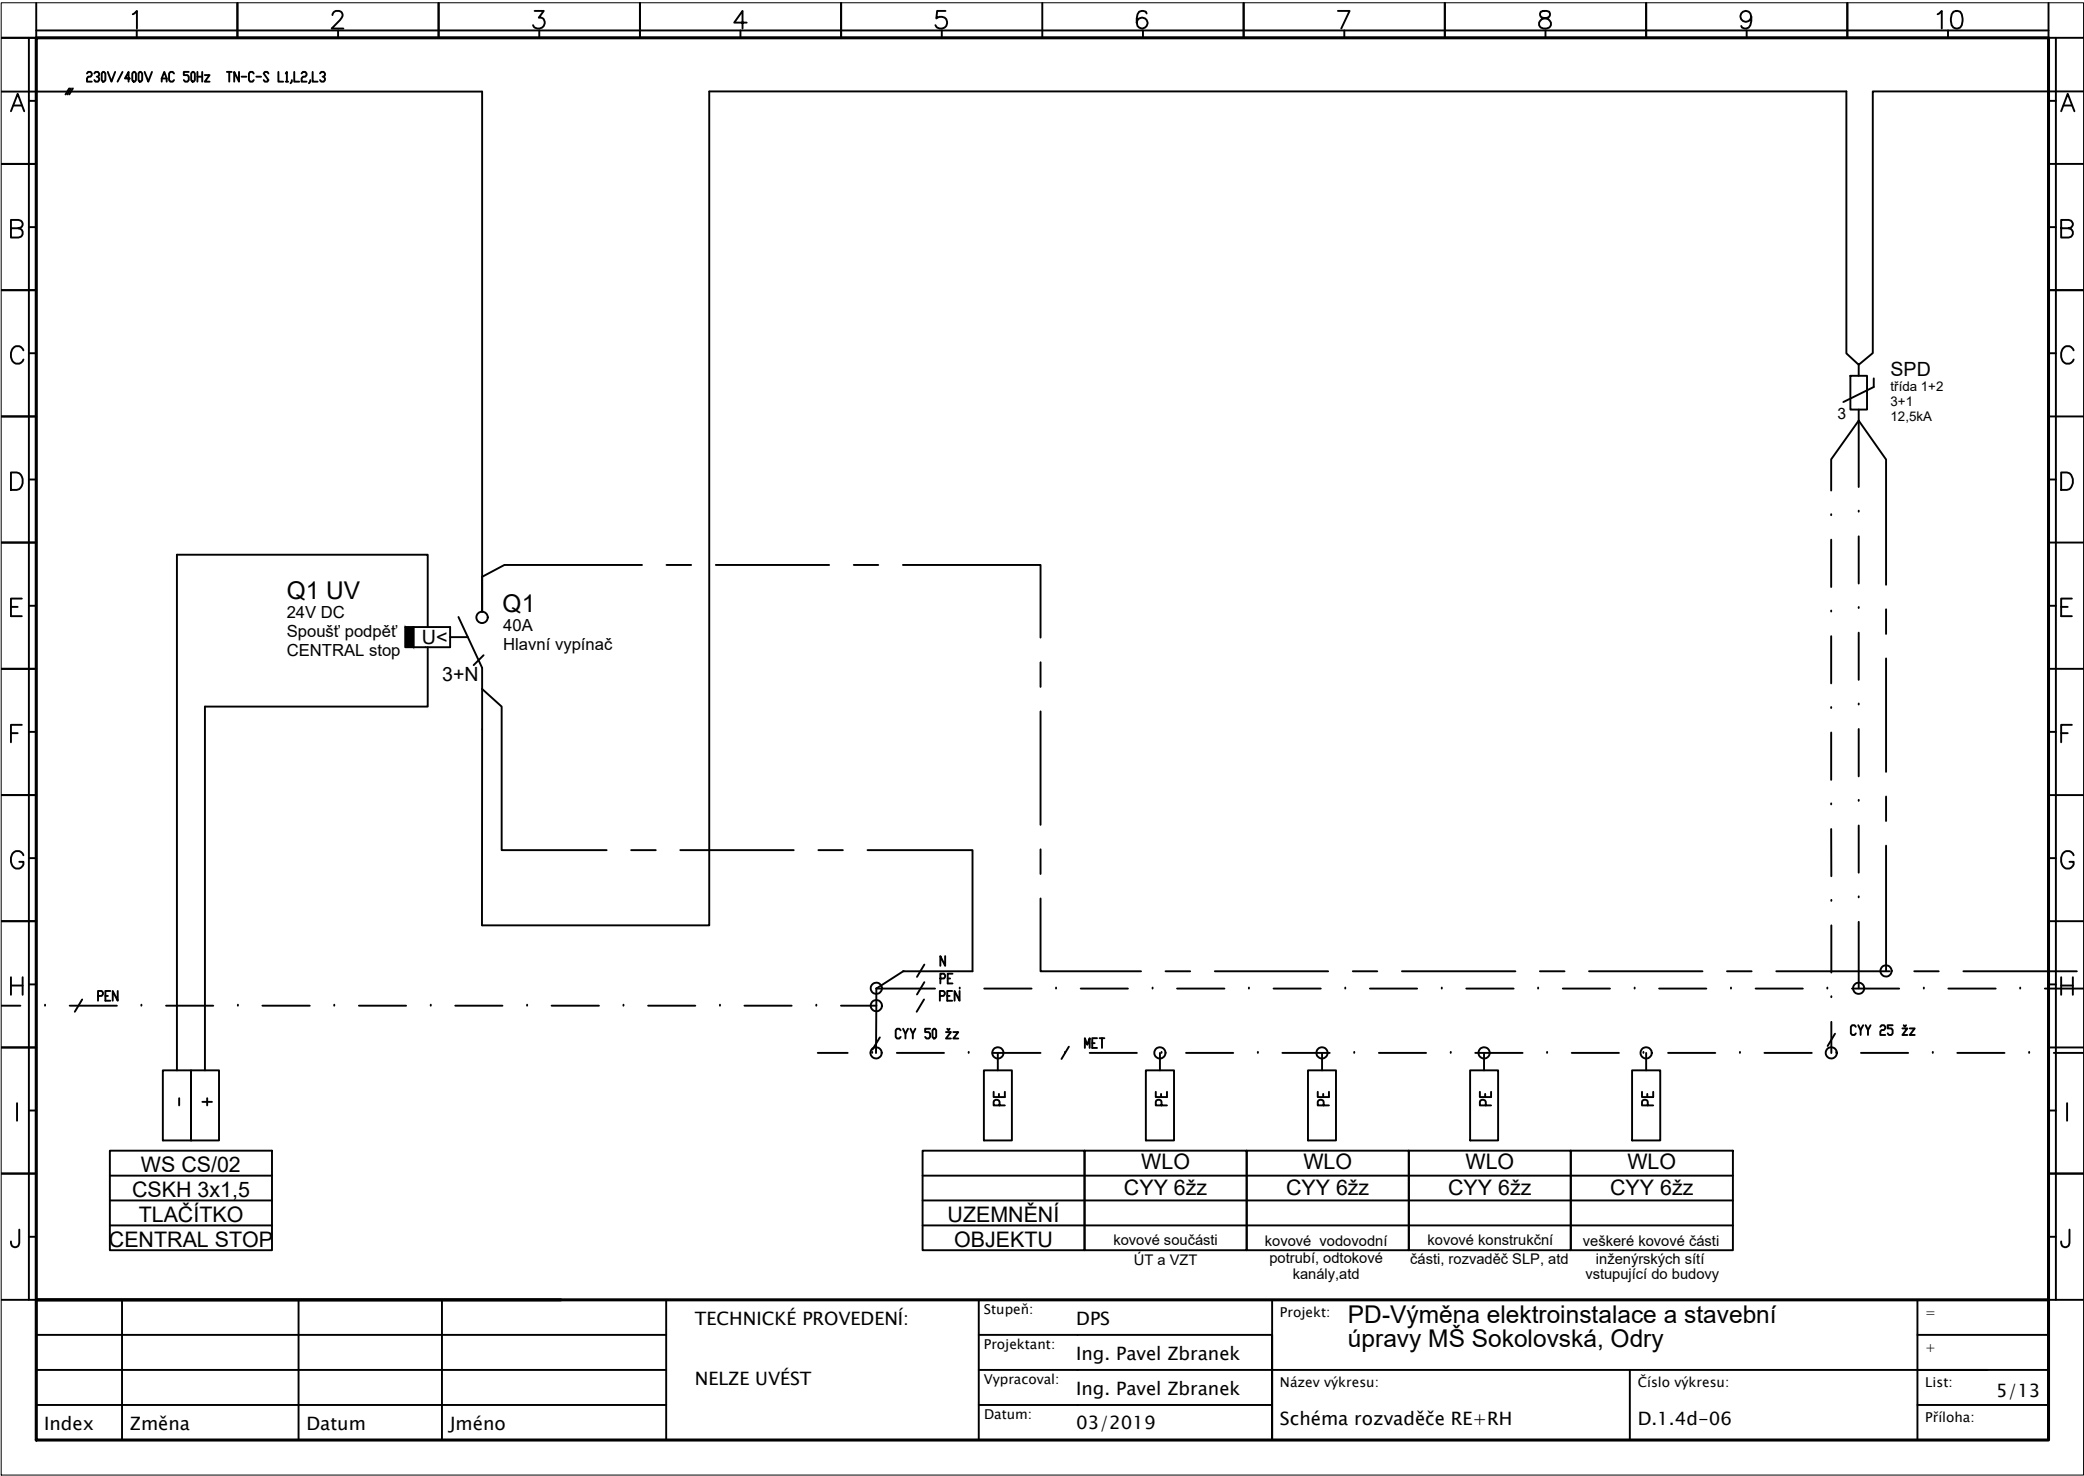 1 2 3 4 5 6 7 8 9 10
230V/400V AC 50Hz TN-C-S L1,L2,L3
A A
B B
C C
SPD
třída 1+2
3+1
12,5kA
3
D D
E E
Q1 UV
24V DC
Spoušť podpěť
CENTRAL stop
U<
Q1
40A
Hlavní vypínač
3+N
F F
G G
H H
PEN
N
PE
PEN
CYY 50 žz
MET
CYY 25 žz
I I
- +
PE PE PE PE PE
WS CS/02
CSKH 3x1,5
TLAČÍTKO
CENTRAL STOP
WLO WLO WLO WLO
CYY 6žz CYY 6žz CYY 6žz CYY 6žz
UZEMNĚNÍ
OBJEKTU
kovové součásti
ÚT a VZT
kovové vodovodní
potrubí, odtokové
kanály,atd
kovové konstrukční
části, rozvaděč SLP, atd
veškeré kovové části
inženýrských sítí
vstupující do budovy
J J
Index Změna Datum Jméno
TECHNICKÉ PROVEDENÍ:
NELZE UVÉST
Stupeň: DPS
Projektant: Ing. Pavel Zbranek
Vypracoval: Ing. Pavel Zbranek
Datum: 03/2019
Projekt: PD-Výměna elektroinstalace a stavební
úpravy MŠ Sokolovská, Odry
Název výkresu:
Schéma rozvaděče RE+RH
Číslo výkresu:
D.1.4d-06
=
+
List: 5/13
Příloha: